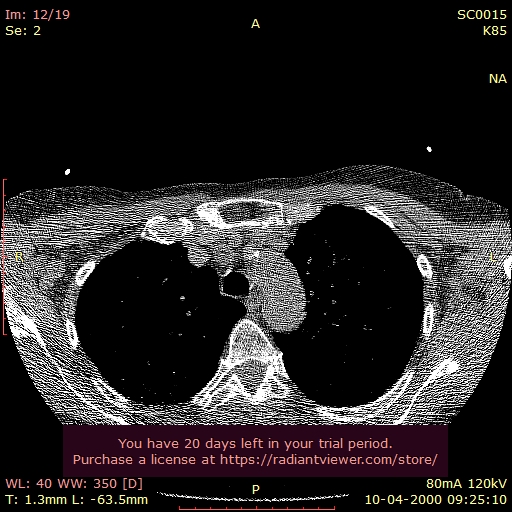 Im: 12/19
Se: 2
A
SC0015
K85
NA
R
L
You have 20 days left in your trial period.
Purchase a license at https://radiantviewer.com/store/
WL: 40 WW: 350 [D]
T: 1.3mm L: -63.5mm
P
80mA 120kV
10-04-2000 09:25:10